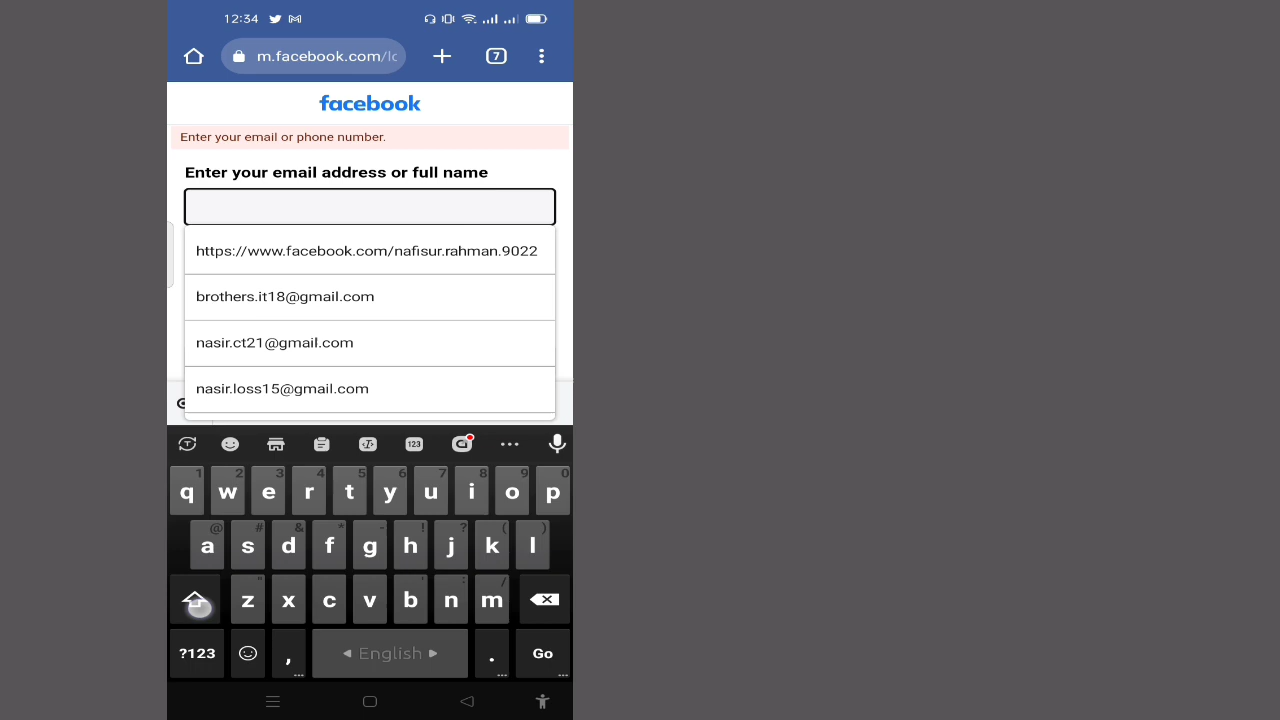 12:34
7
m.facebook.com/lo
facebook
Enter your email or phone number.
Enter your email address or full name
https://www.facebook.com/nafisur.rahman.9022
brothers.it18@gmail.com
nasir.ct21@gmail.com
nasir.loss15@gmail.com
T 123 G
1 2 3 4 5 6 7 8 9 0
q w e r t y u i o p
@ # & * - ! ? ( )
a s d f g h j k l
" ' : /
z x c v b n m
?123 , English . Go